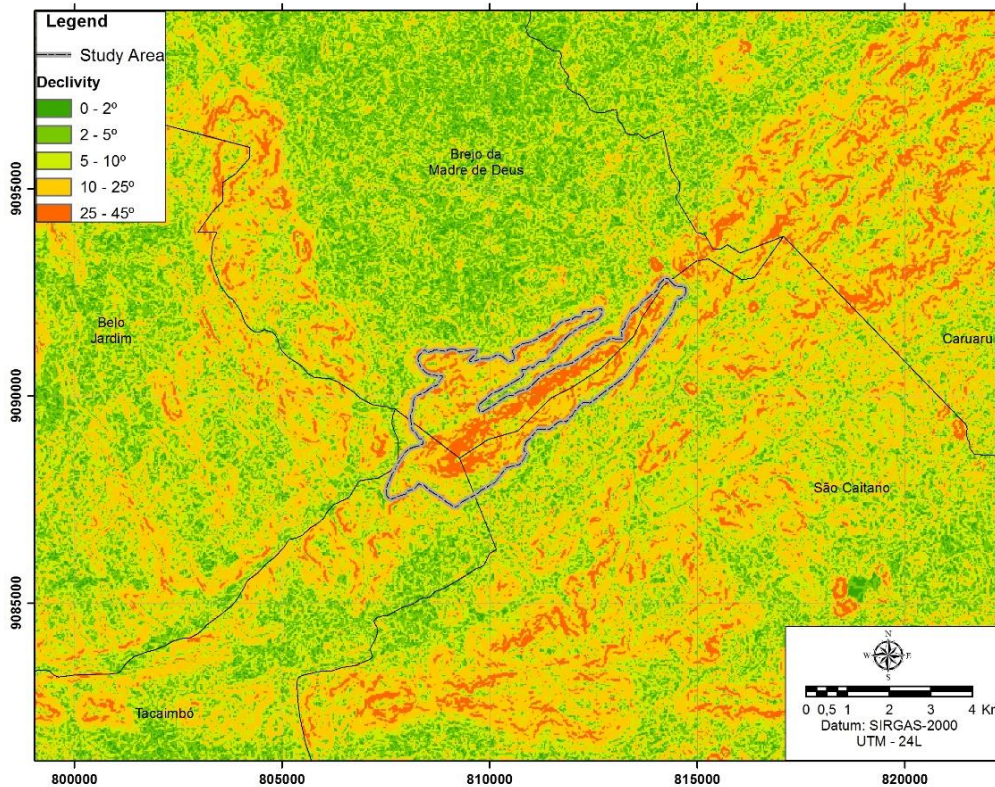 Legend
Study Area
Declivity
0 - 2º
2 - 5º
5 - 10º
10 - 25º
25 - 45º
Brejo da
Madre de Deus
Belo
Jardim
Caruaru
São Caitano
Tacaimbó
9095000
9090000
9085000
N
W E
S
0 0,5 1 2 3 4 Km
Datum: SIRGAS-2000
UTM - 24L
800000 805000 810000 815000 820000